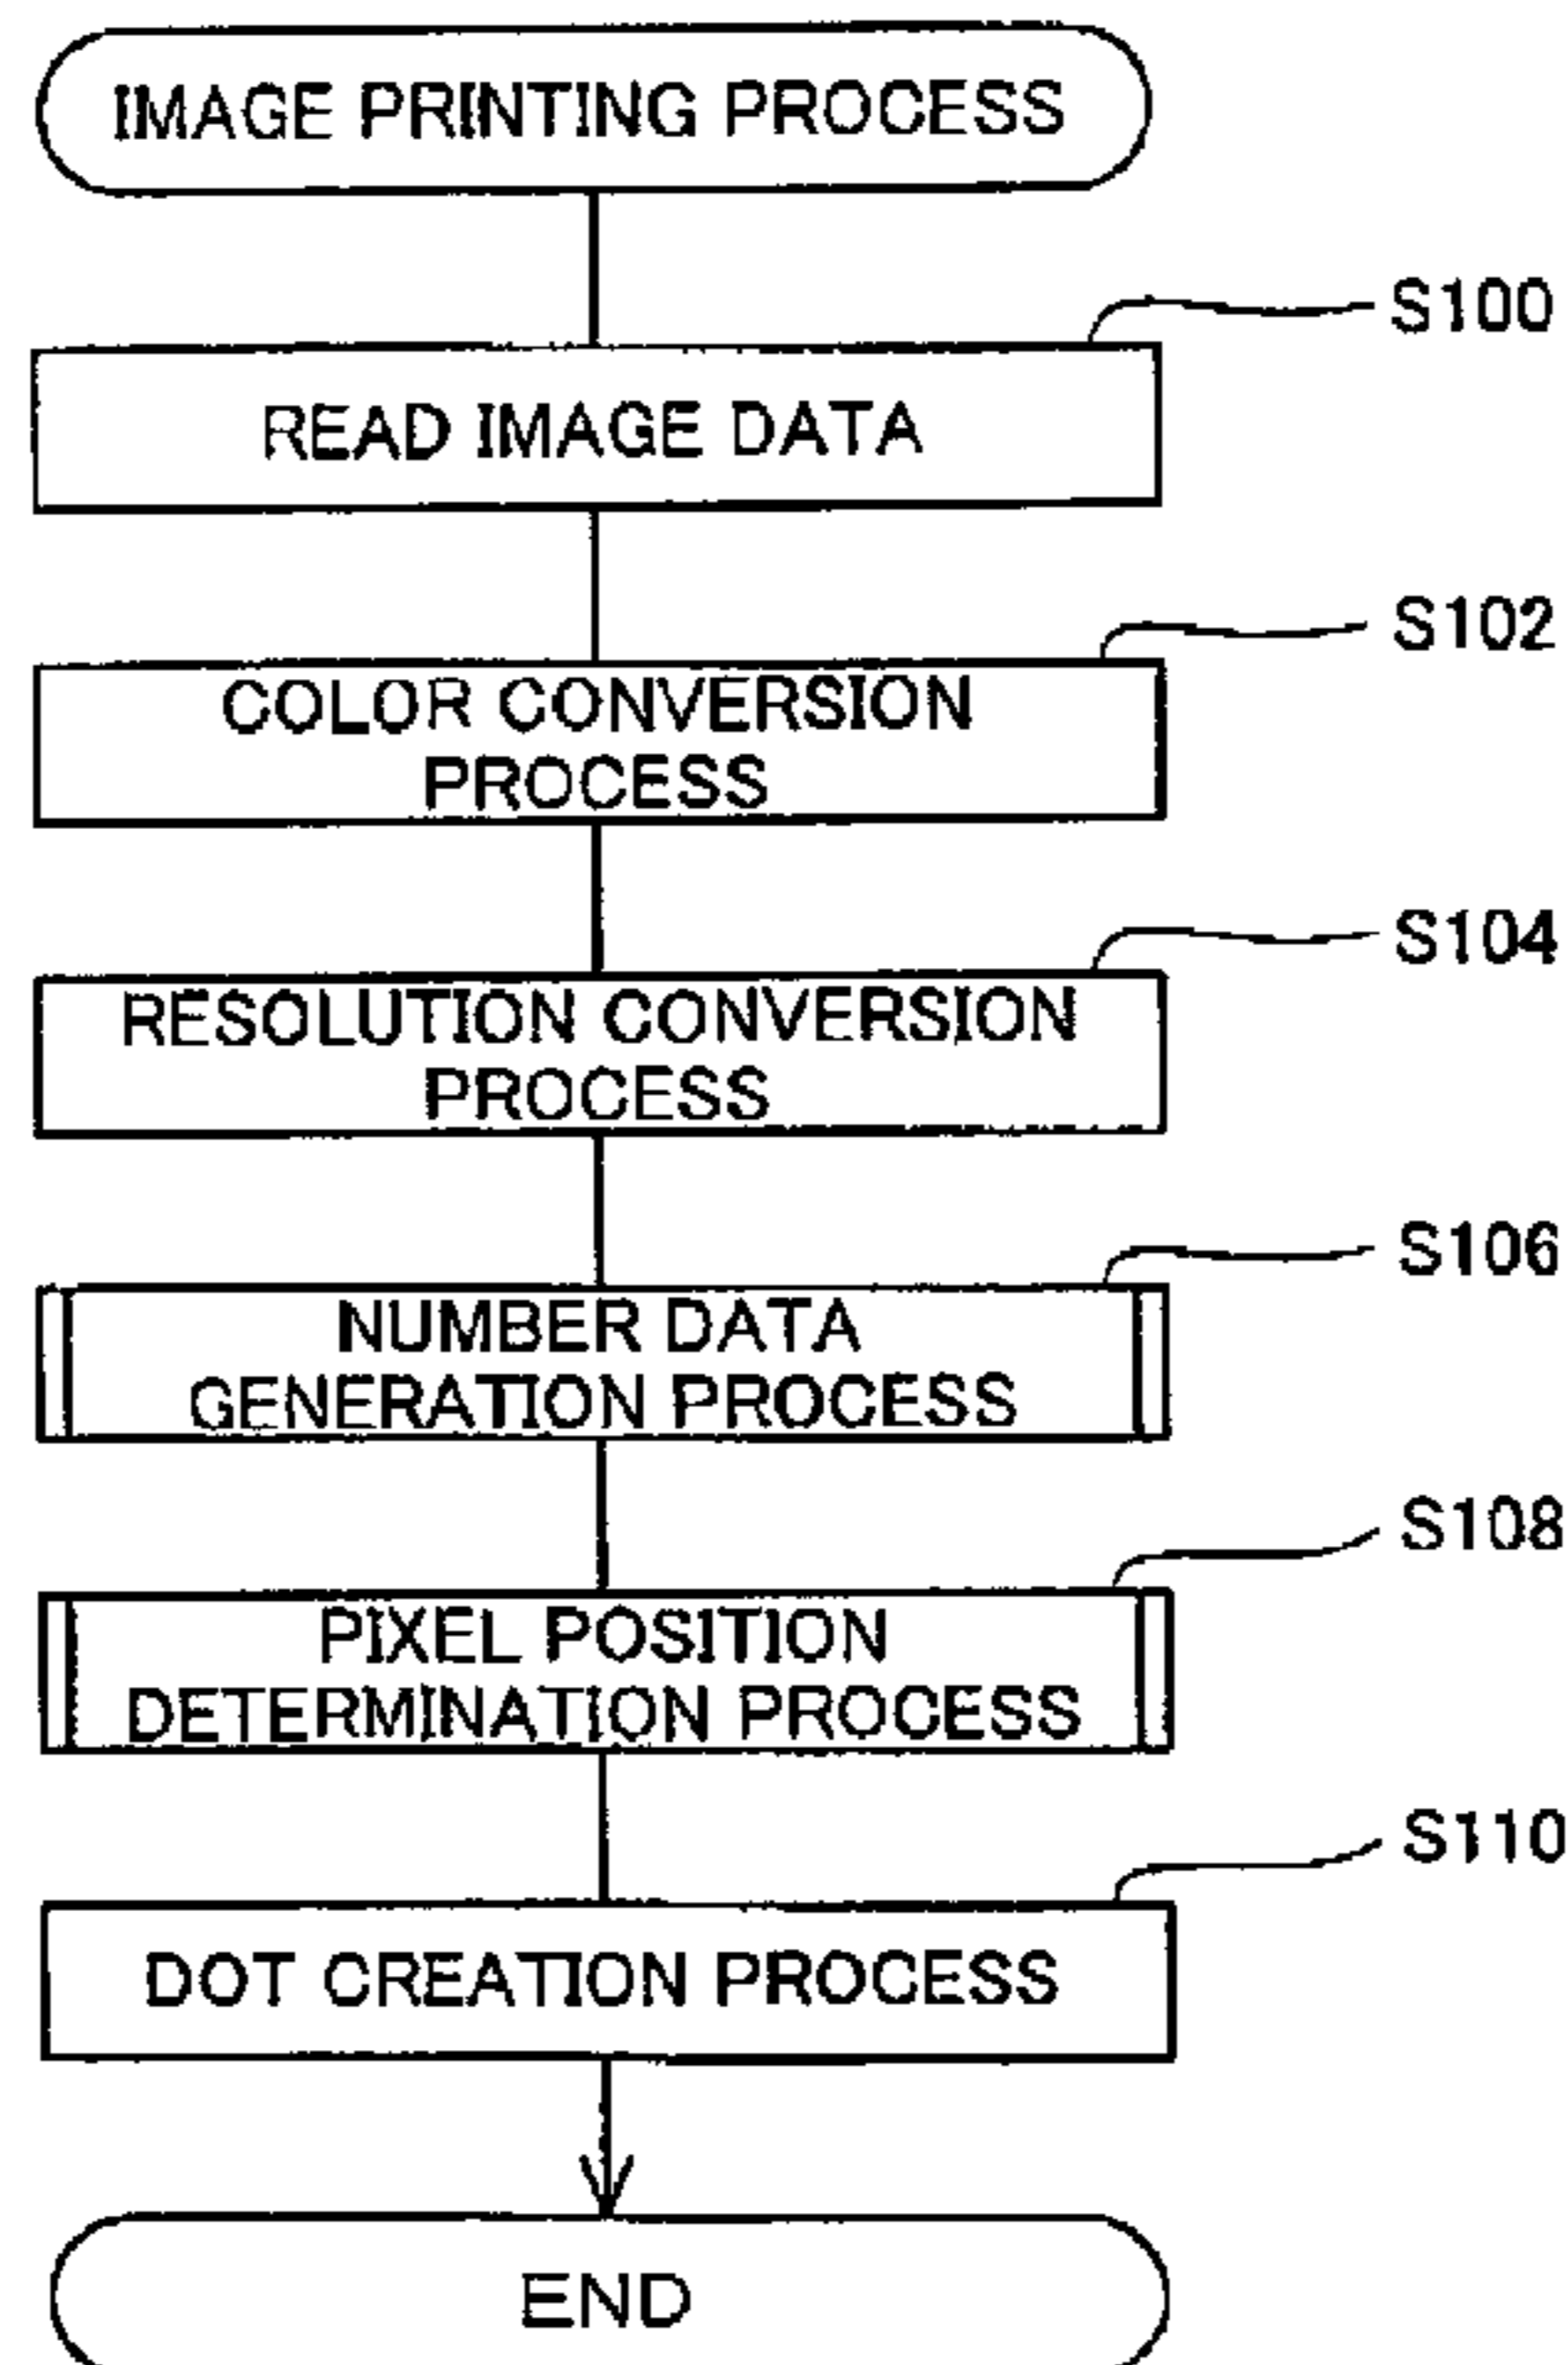 IMAGE PRINTING PROCESS
S100
READ IMAGE DATA
S102
COLOR CONVERSION
PROCESS
S104
RESOLUTION CONVERSION
PROCESS
S106
NUMBER DATA
GENERATION PROCESS
S108
PIXEL POSITION
DETERMINATION PROCESS
S110
DOT CREATION PROCESS
END